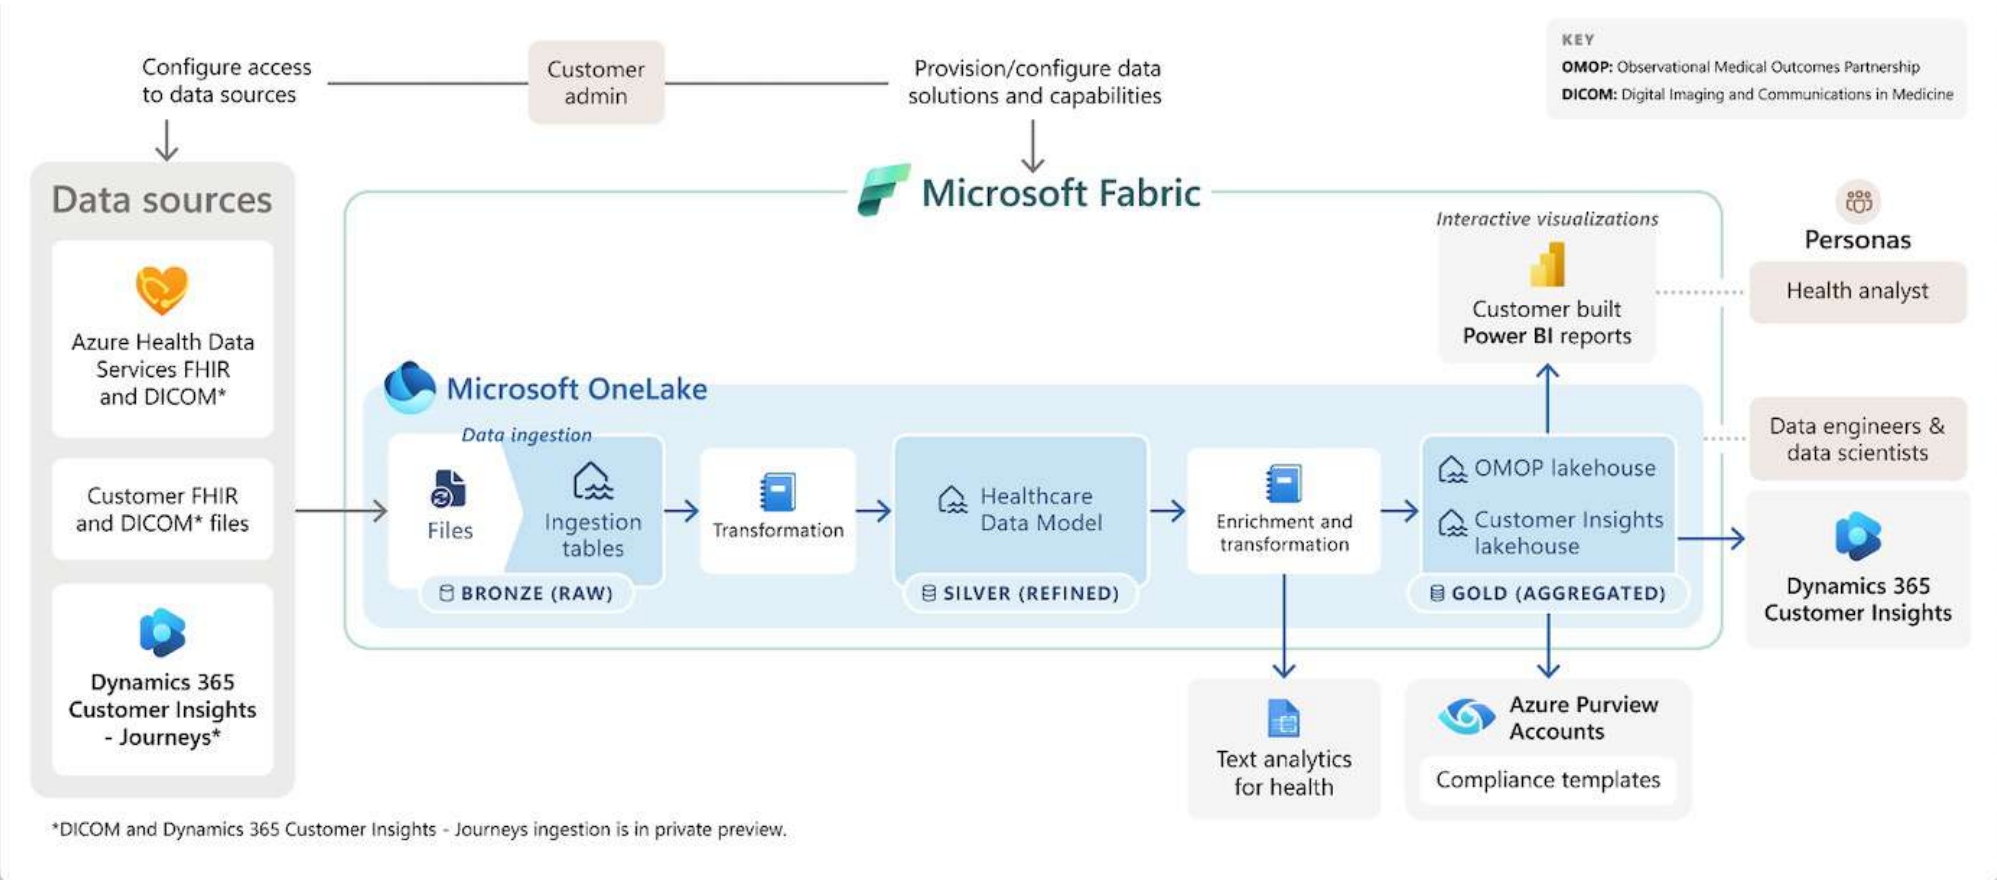 Configure access
to data sources
Customer
admin
Provision/configure data
solutions and capabilities
KEY
OMOP: Observational Medical Outcomes Partnership
DICOM: Digital Imaging and Communications in Medicine
Data sources
Azure Health Data
Services FHIR
and DICOM*
Customer FHIR
and DICOM* files
Dynamics 365
Customer Insights
- Journeys*
Microsoft Fabric
Interactive visualizations
Customer built
Power BI reports
Microsoft OneLake
Data ingestion
Files
Ingestion
tables
BRONZE (RAW)
Transformation
Healthcare
Data Model
SILVER (REFINED)
Enrichment and
transformation
OMOP lakehouse
Customer Insights
lakehouse
GOLD (AGGREGATED)
Text analytics
for health
Azure Purview
Accounts
Compliance templates
Personas
Health analyst
Data engineers &
data scientists
Dynamics 365
Customer Insights
*DICOM and Dynamics 365 Customer Insights - Journeys ingestion is in private preview.